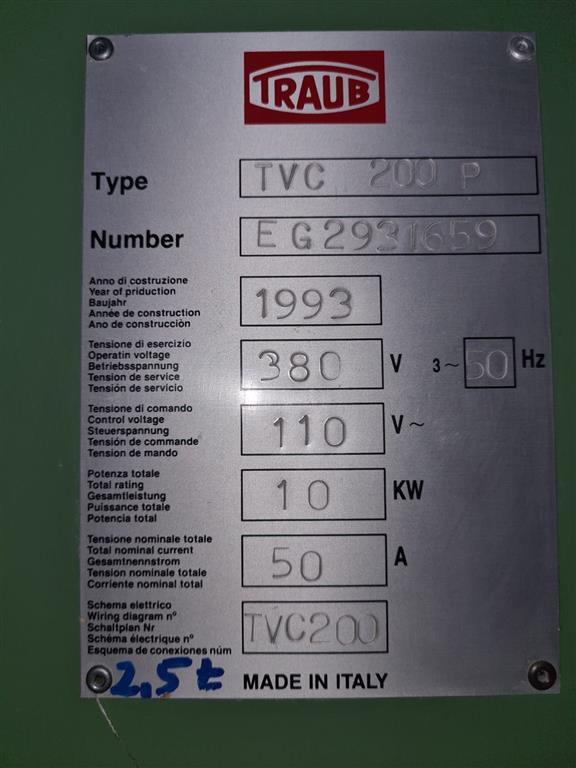 TRAUB
Type TVC 200 P
Number EG2931659
Anno di costruzione
Year of priduction
Baujahr
Année de construction
Ano de construcciòn
1993
Tensione di esercizio
Operatin voltage
Betriebsspannung
Tension de service
Tensión de servicio
380 V 3~ 50 Hz
Tensione di comando
Control voltage
Steuerspannung
Tensión de commande
Tension de mando
110 V~
Potenza totale
Total rating
Gesamtleistung
Puissance totale
Potencia total
10 KW
Tensione nominale totale
Total nominal current
Gesamtnennstrom
Tension nominale totale
Corriente nominal total
50 A
Schema elettrico
Wiring diagram nº
Schaltplan Nr
Schéma électrique nº
Esquema de conexiones núm
TVC200
2,5t MADE IN ITALY